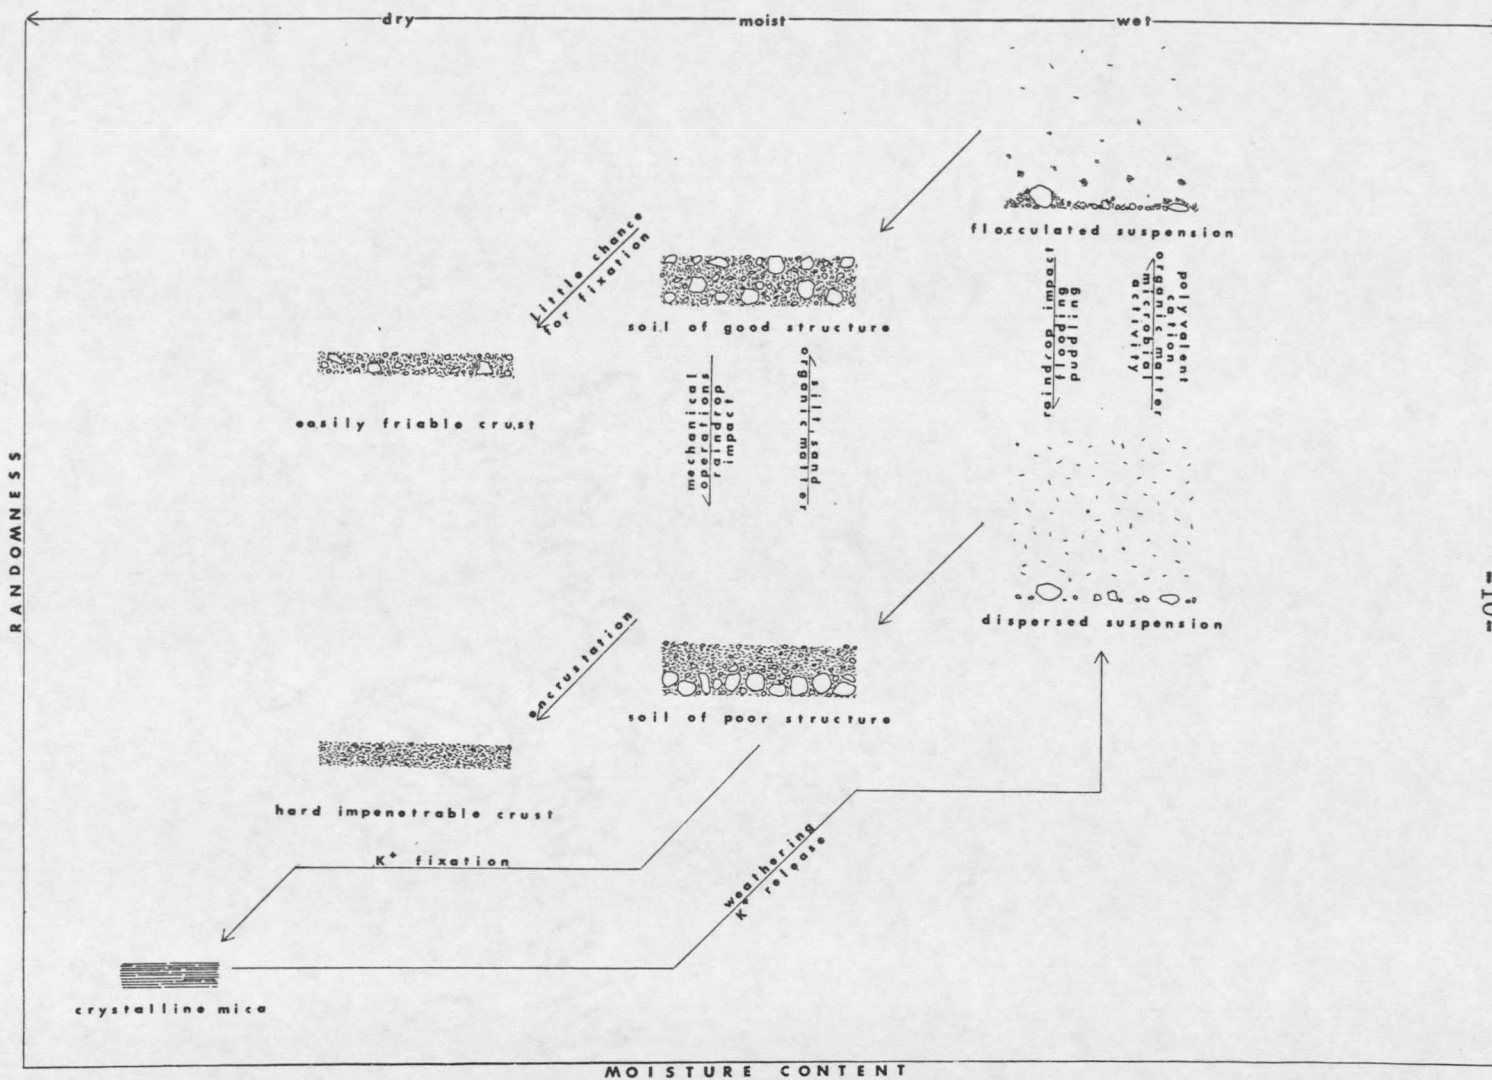 dry moist wet
flocculated suspension
Little chance
for fixation
soil of good structure
easily friable crust
mechanical
operations
raindrop
impact
silt, sand
organic matter
raindrop impact
flooding
puddling
polyvalent
cation
organic matter
microbial
activity
RANDOMNESS
-10-
dispersed suspension
encrustation
soil of poor structure
hard impenetrable crust
K+ fixation
weathering
K+ release
crystalline mica
MOISTURE CONTENT